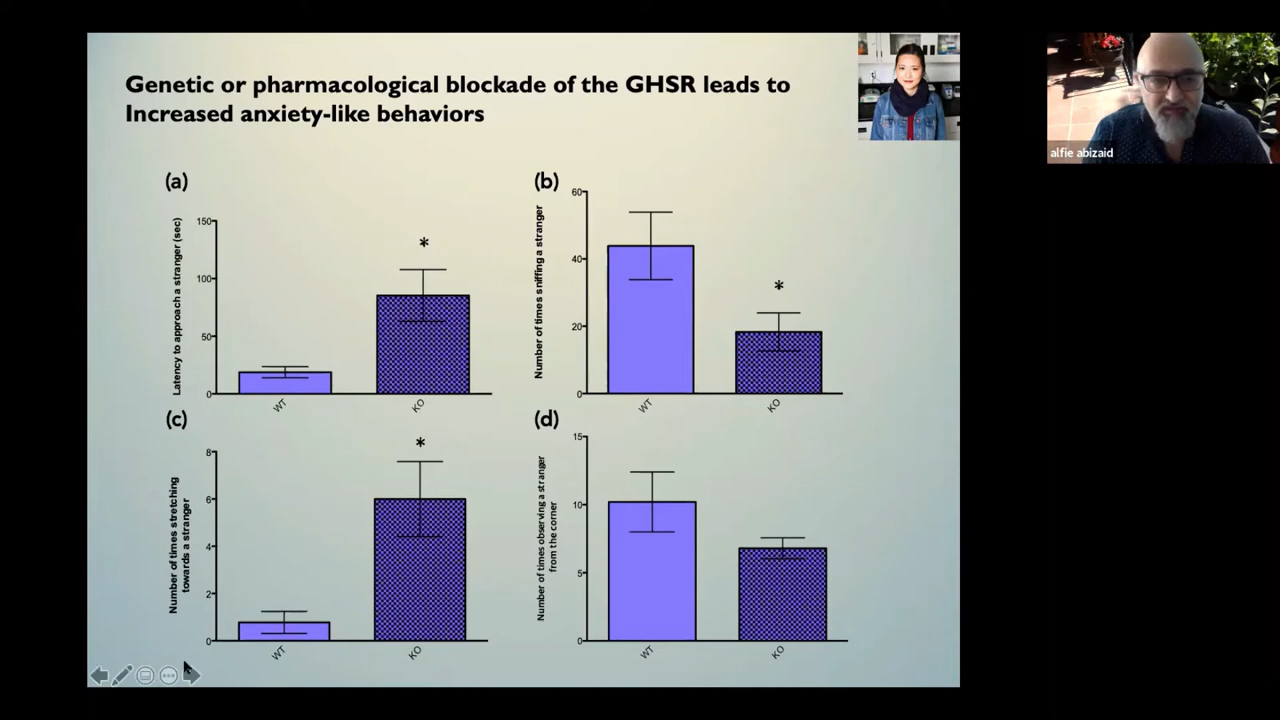 Genetic or pharmacological blockade of the GHSR leads to
Increased anxiety-like behaviors
alfie abizaid
(a)
Latency to approach a stranger (sec)
150
100
50
0
*
WT
KO
(b)
Number of times sniffing a stranger
60
40
20
0
*
WT
KO
(c)
Number of times stretching
towards a stranger
8
6
4
2
0
*
WT
KO
(d)
Number of times observing a stranger
from the corner
15
10
5
0
WT
KO